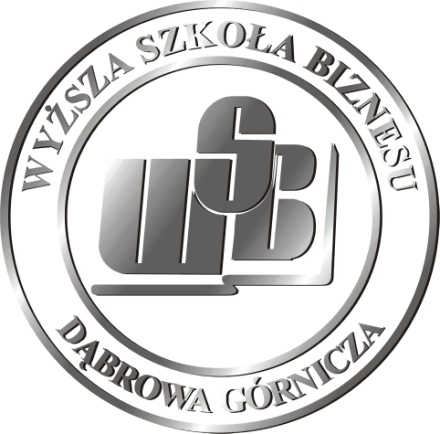 WYŻSZA SZKOŁA BIZNESU
WSB
DĄBROWA GÓRNICZA